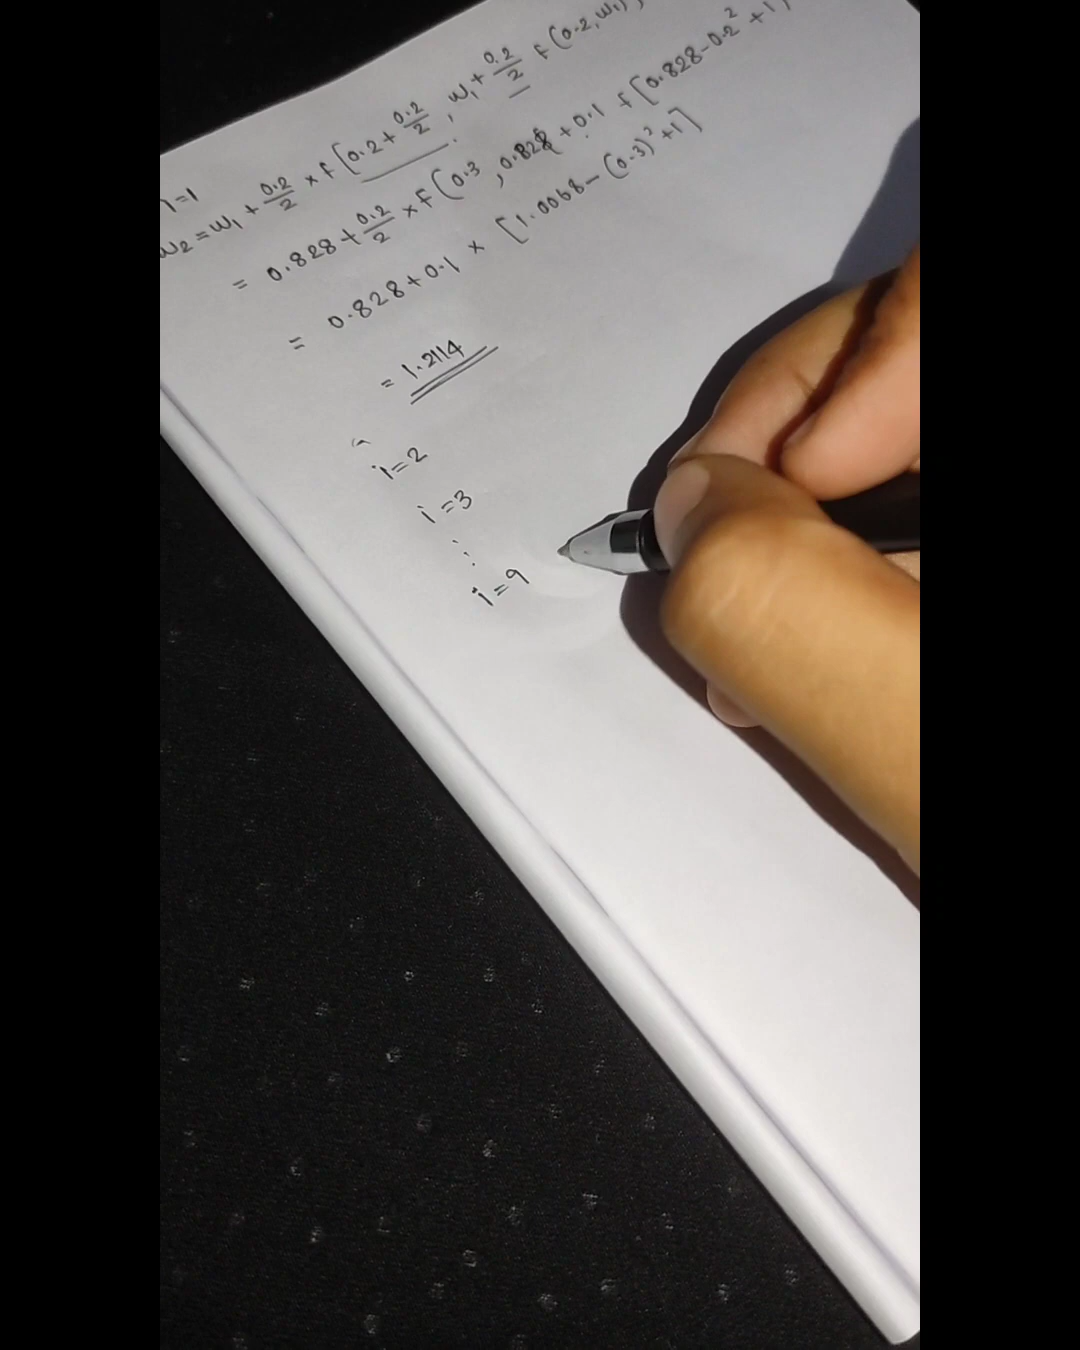 i=1
w₂ = w₁ + 0.2/2 × f [0.2 + 0.2/2 , w₁ + 0.2/2 f (0.2, w₁)
= 0.828 + 0.2/2 × f (0.3 , 0.828 + 0.1 f [0.828 - 0.2² + 1]
= 0.828 + 0.1 × [1.0068 - (0.3)² + 1]
= 1.2114
i=2
i=3
⋮
i=9